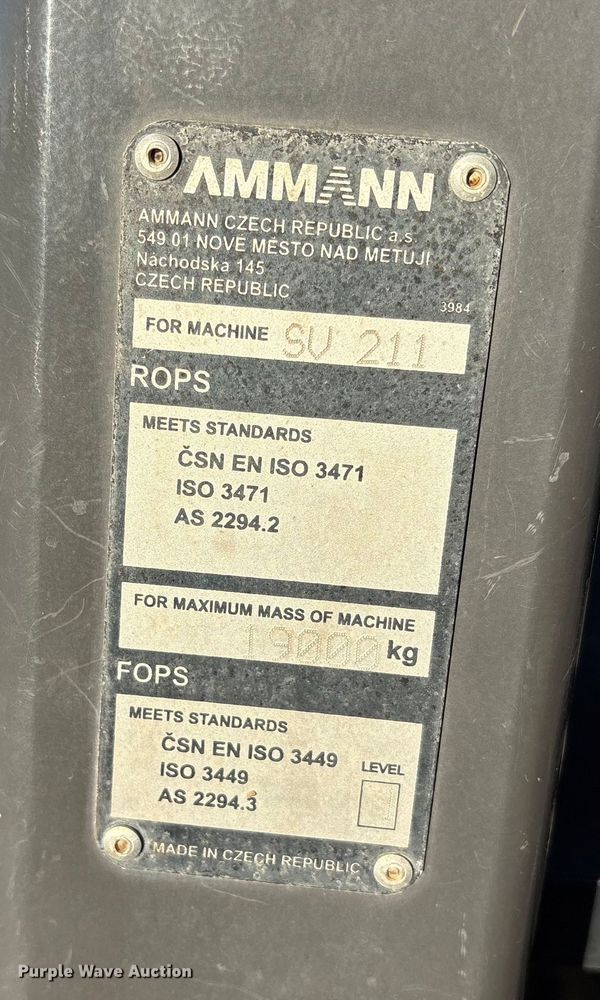 AMMANN
AMMANN CZECH REPUBLIC a.s.
549 01 NOVE MESTO NAD METUJI
Náchodska 145
CZECH REPUBLIC
3984
FOR MACHINE SV 211
ROPS
MEETS STANDARDS
ČSN EN ISO 3471
ISO 3471
AS 2294.2
FOR MAXIMUM MASS OF MACHINE
19000 kg
FOPS
MEETS STANDARDS
ČSN EN ISO 3449
ISO 3449
AS 2294.3
LEVEL
1
MADE IN CZECH REPUBLIC
Purple Wave Auction